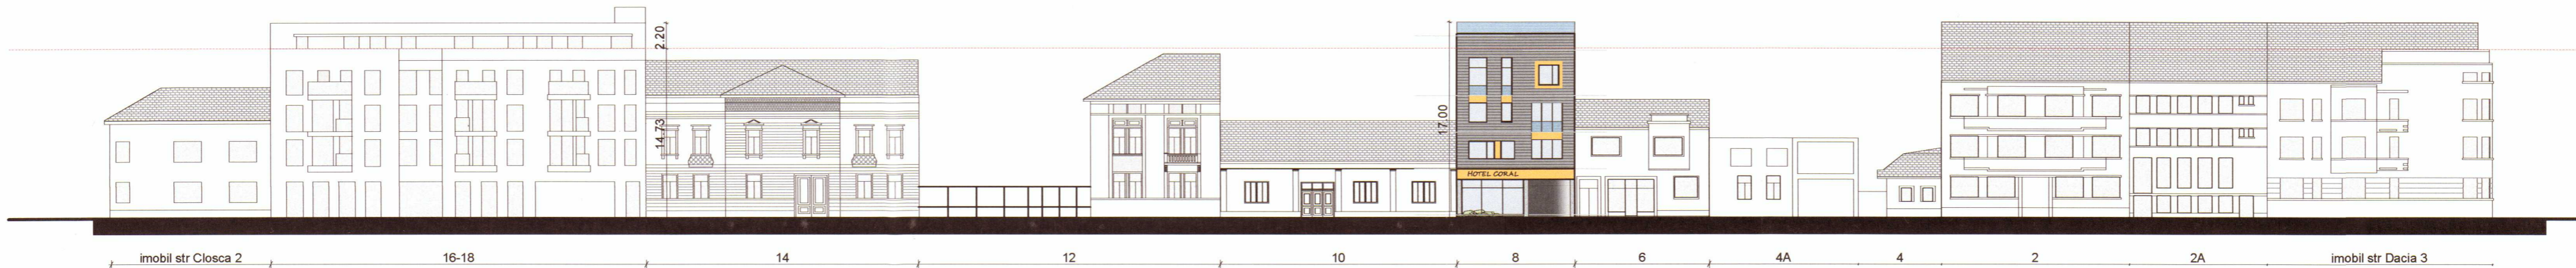 2.20
14.73
17.00
HOTEL CORAL
imobil str Closca 2
16-18
14
12
10
8
6
4A
4
2
2A
imobil str Dacia 3